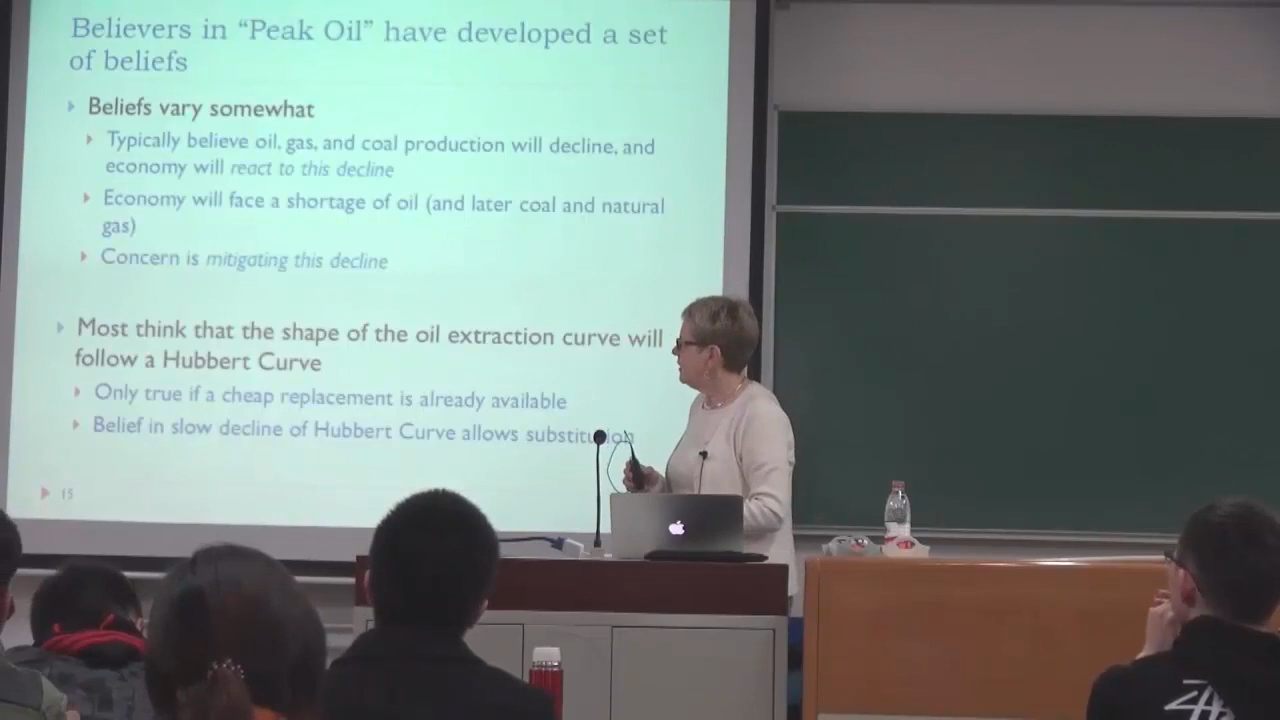 Believers in “Peak Oil” have developed a set
of beliefs
Beliefs vary somewhat
Typically believe oil, gas, and coal production will decline, and
economy will react to this decline
Economy will face a shortage of oil (and later coal and natural
gas)
Concern is mitigating this decline
Most think that the shape of the oil extraction curve will
follow a Hubbert Curve
Only true if a cheap replacement is already available
Belief in slow decline of Hubbert Curve allows substitution
15